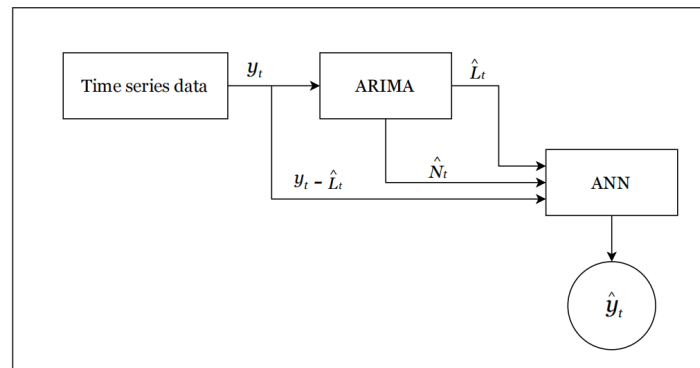 Time series data
yₜ
ARIMA
L̂ₜ
N̂ₜ
yₜ - L̂ₜ
ANN
ŷₜ